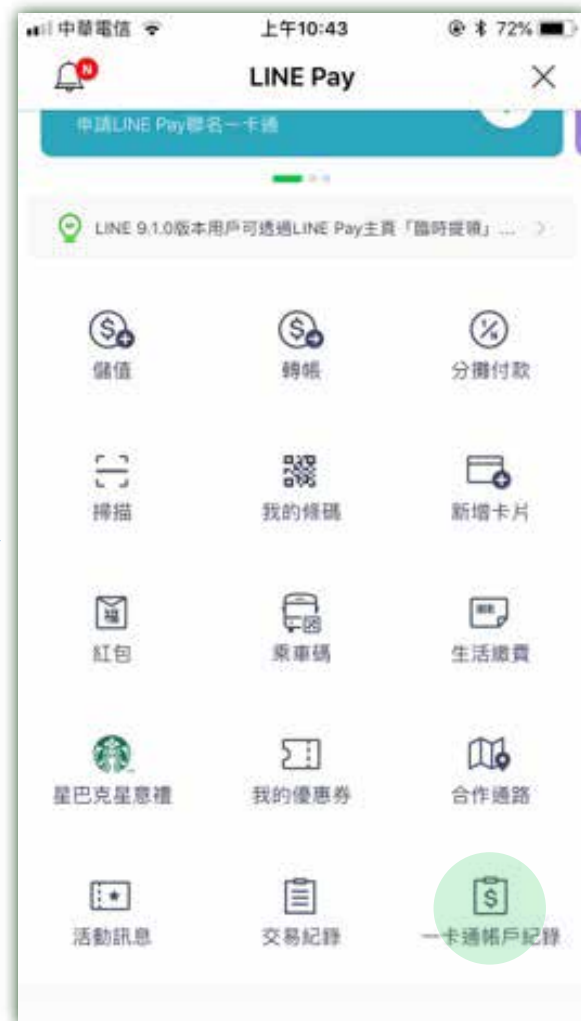 中華電信 上午10:43 72%
N LINE Pay
申請LINE Pay聯名一卡通
LINE 9.1.0版本用戶可透過LINE Pay主頁「臨時提領」...
儲值 轉帳 分攤付款
掃描 我的條碼 新增卡片
福
紅包 乘車碼 生活繳費
星巴克星意禮 我的優惠券 合作通路
活動訊息 交易紀錄 一卡通帳戶紀錄